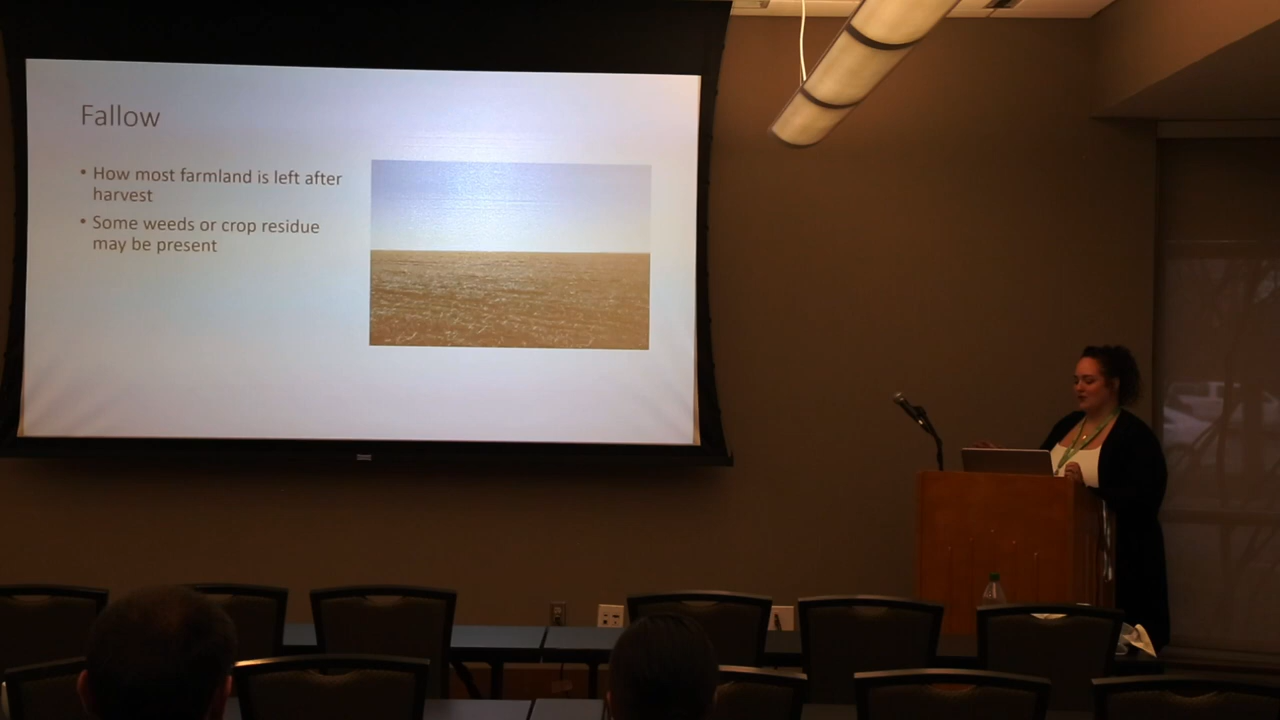 Fallow
• How most farmland is left after
harvest
• Some weeds or crop residue
may be present